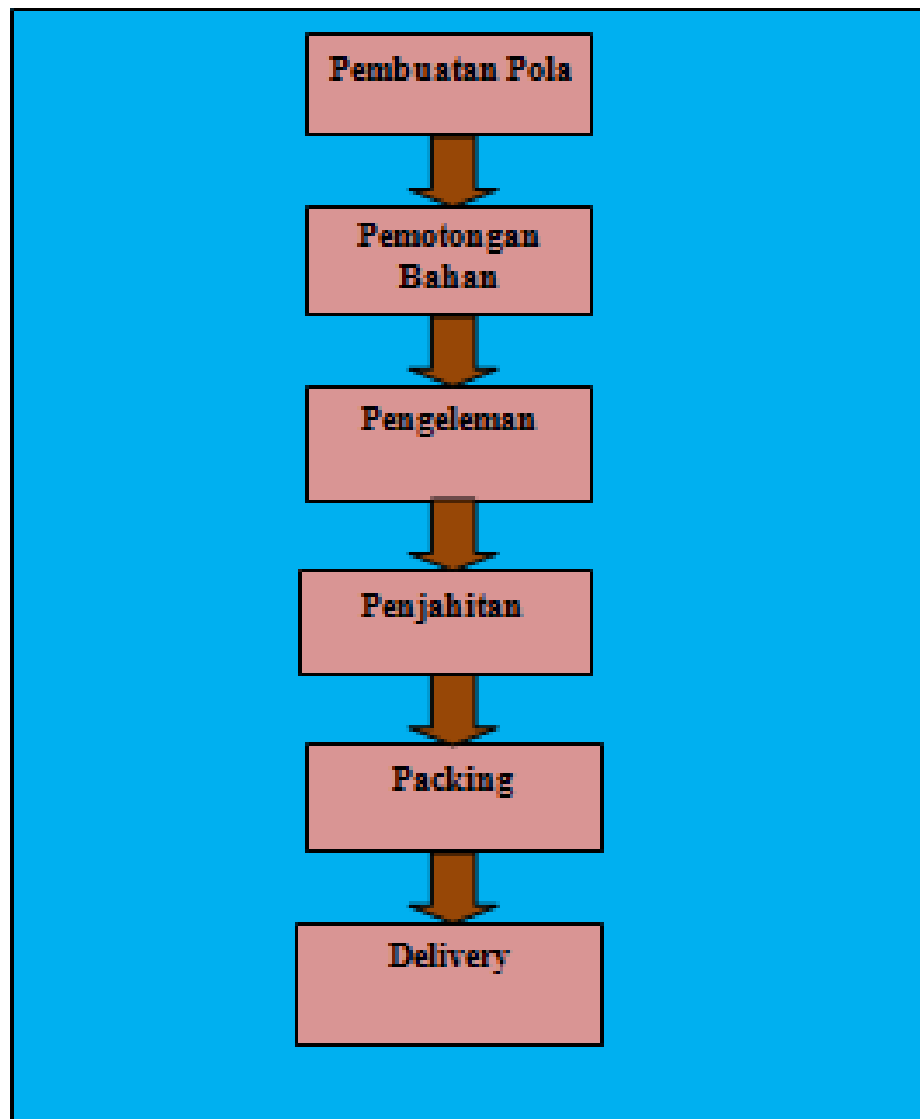 Pembuatan Pola
Pemotongan
Bahan
Pengeleman
Penjahitan
Packing
Delivery